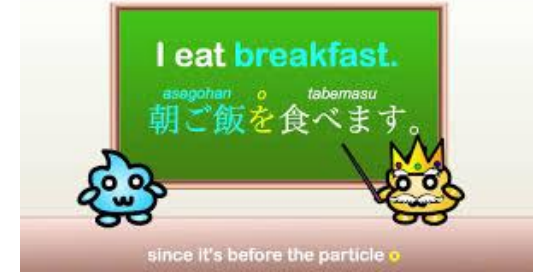 I eat breakfast.
asagohan o tabemasu
朝ご飯を食べます。
since it's before the particle o